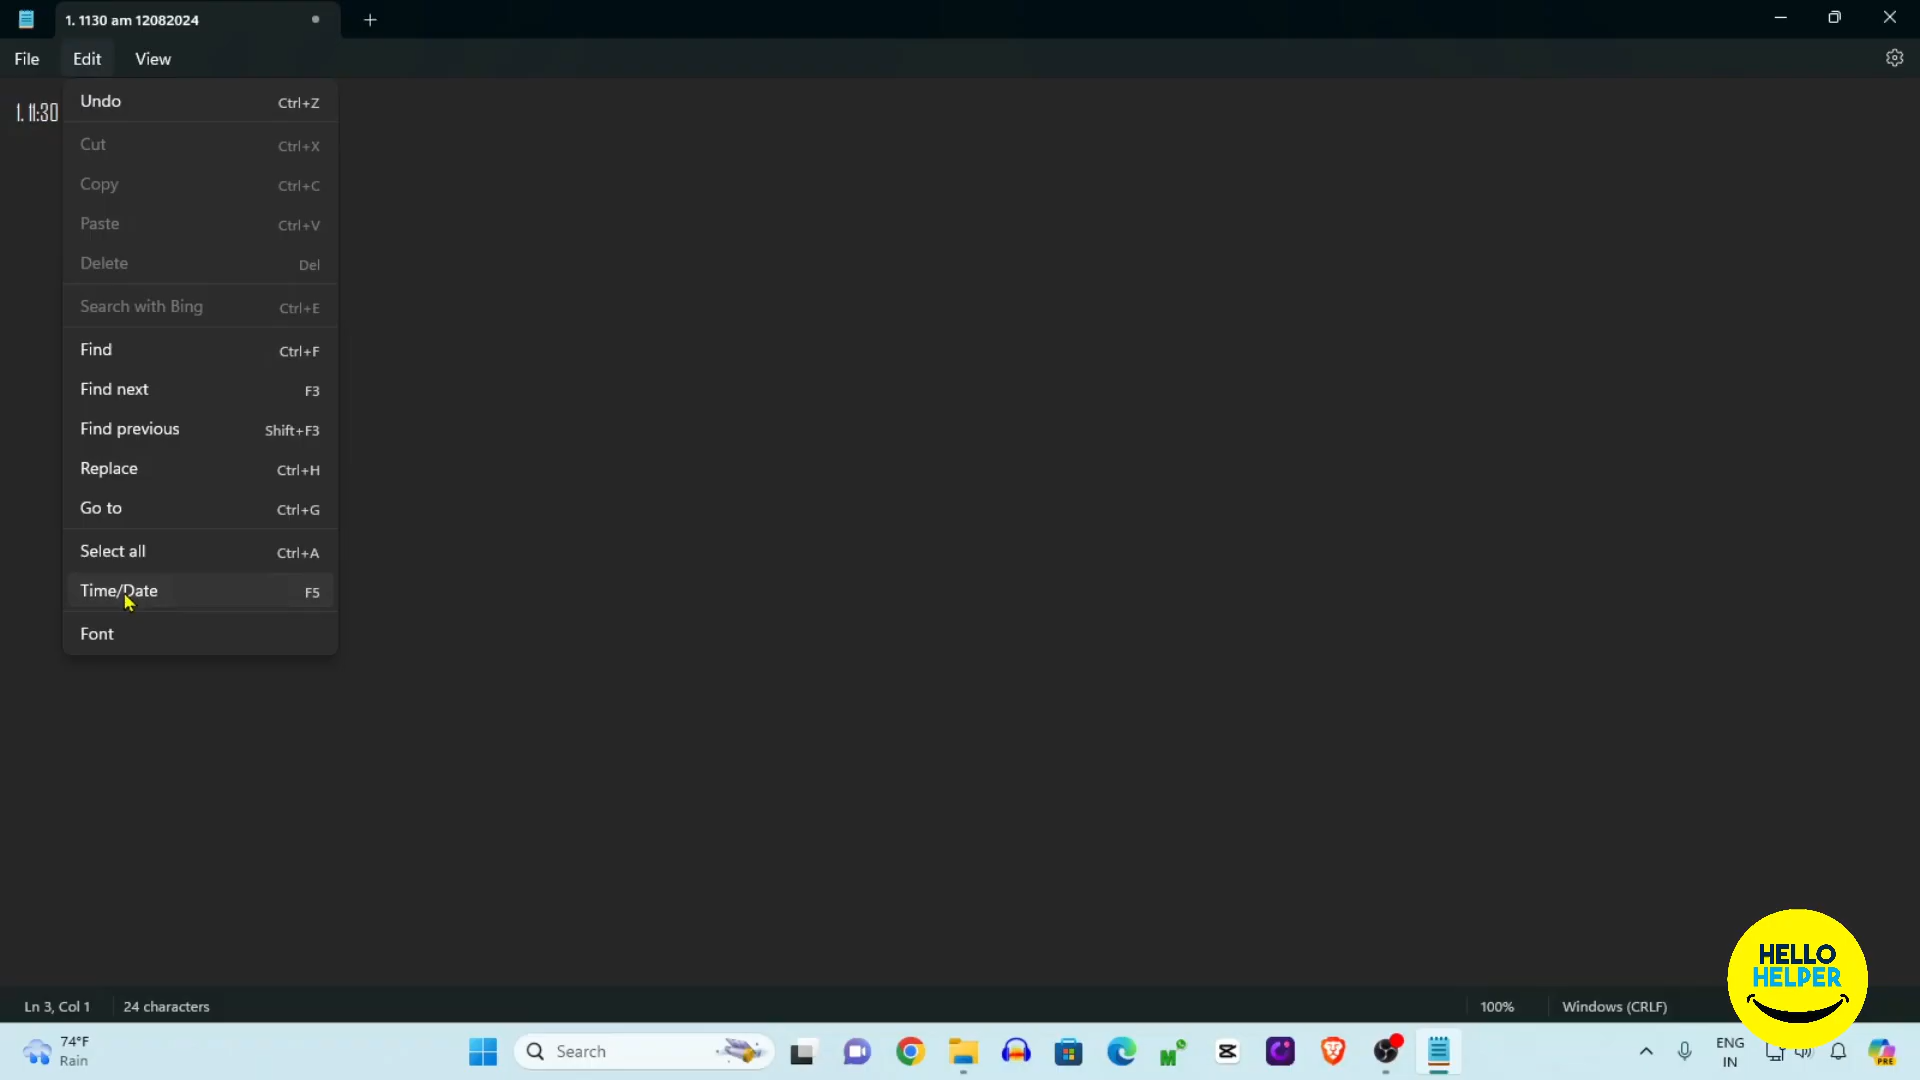 1. 1130 am 12082024
File Edit View
1. 11:30
Undo Ctrl+Z
Cut Ctrl+X
Copy Ctrl+C
Paste Ctrl+V
Delete Del
Search with Bing Ctrl+E
Find Ctrl+F
Find next F3
Find previous Shift+F3
Replace Ctrl+H
Go to Ctrl+G
Select all Ctrl+A
Time/Date F5
Font
HELLO
HELPER
Ln 3, Col 1 24 characters 100% Windows (CRLF)
74°F
Rain
Search
ENG
IN
PRE